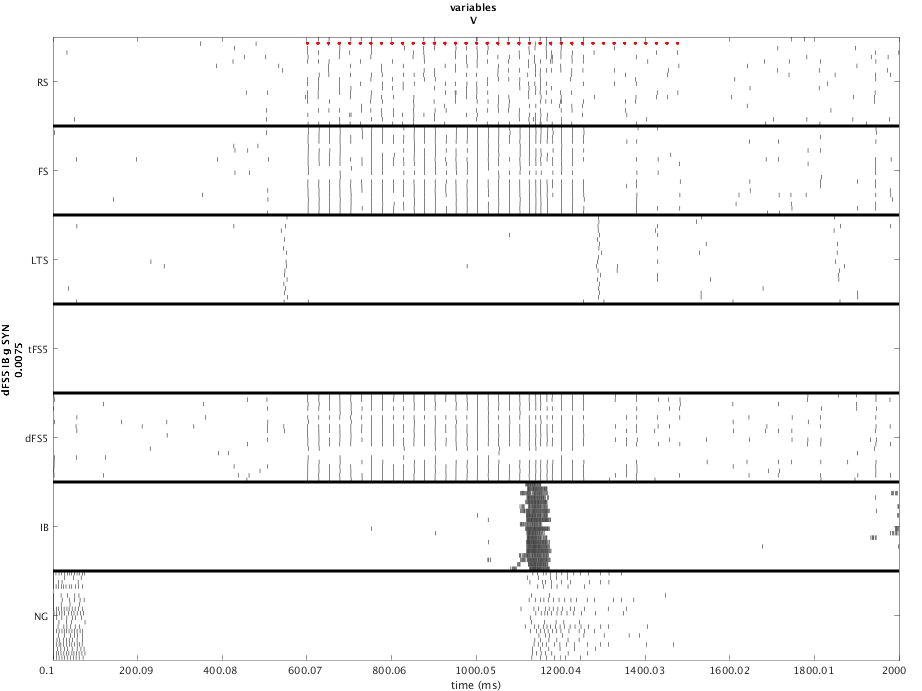 variables
V
RS
FS
LTS
tFS5
dFS5
IB
NG
dFS5 IB g SYN
0.0075
0.1 200.09 400.08 600.07 800.06 1000.05 1200.04 1400.03 1600.02 1800.01 2000
time (ms)